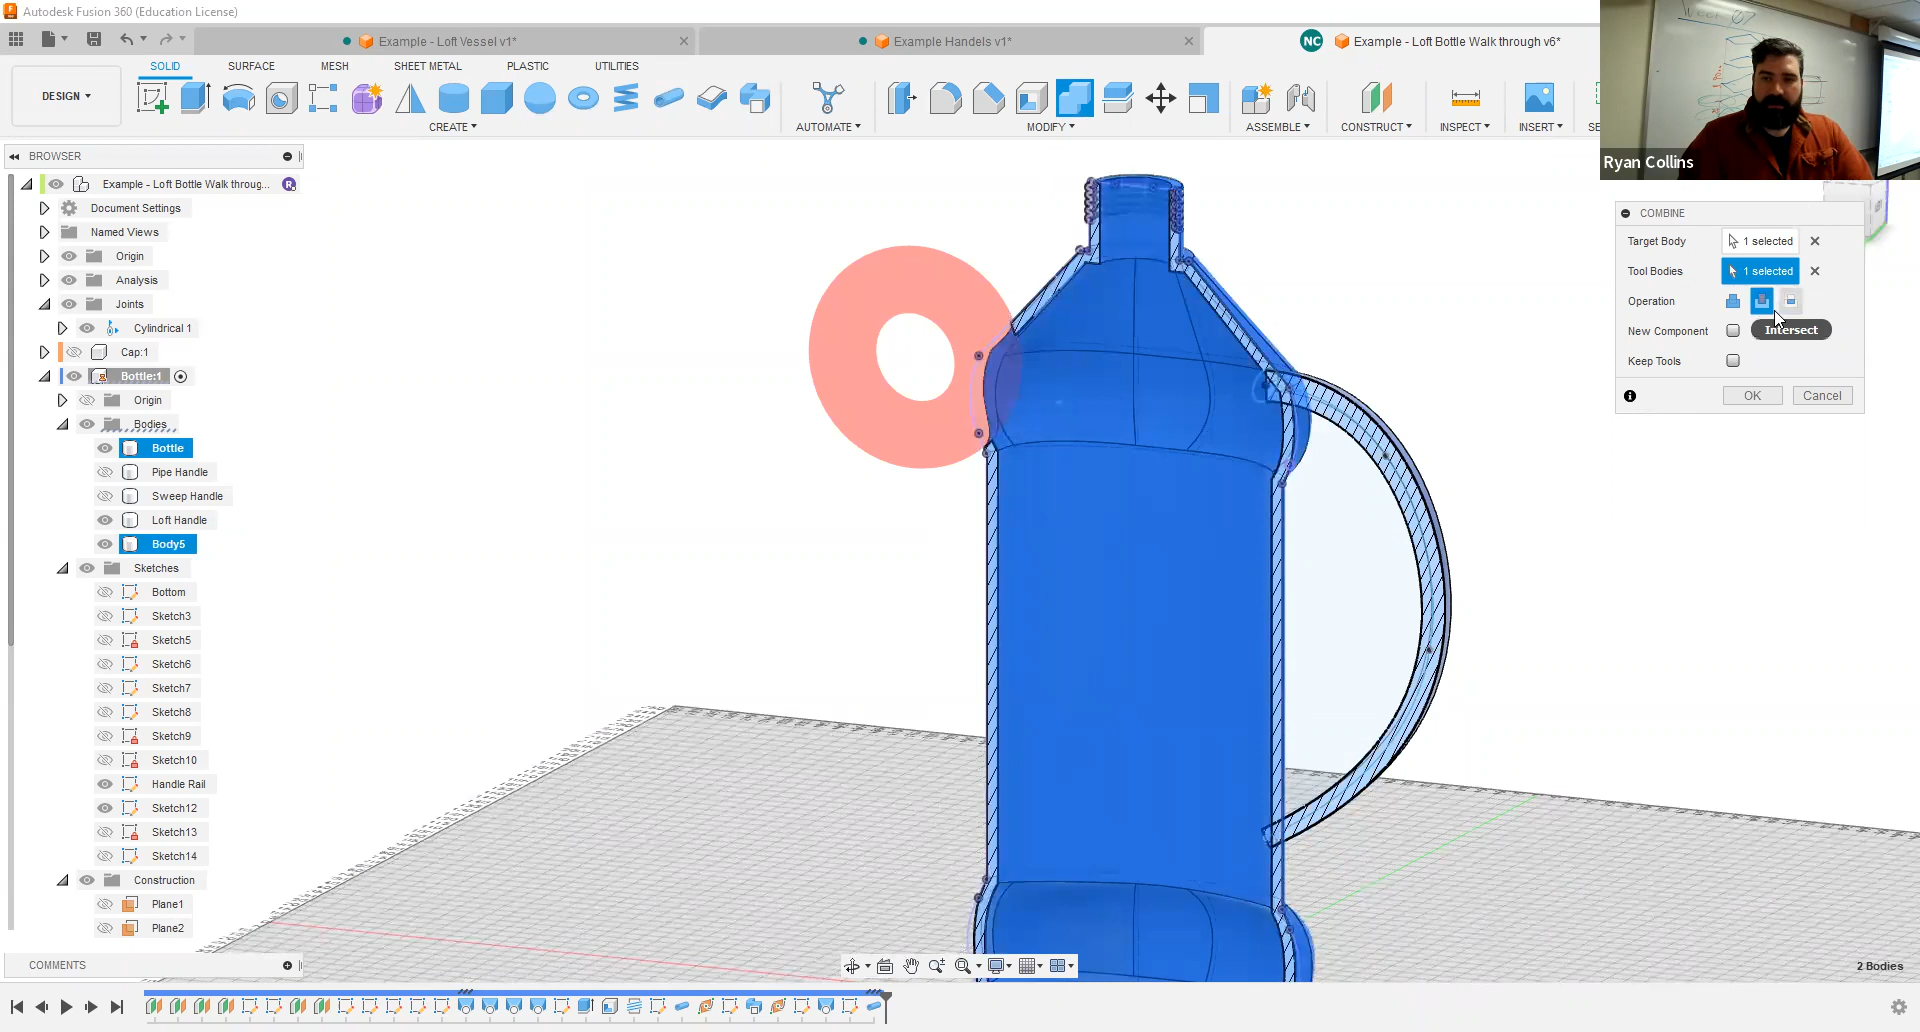 Autodesk Fusion 360 (Education License)
Example - Loft Vessel v1*
Example Handels v1*
NC
Example - Loft Bottle Walk through v6*
DESIGN
SOLID
SURFACE
MESH
SHEET METAL
PLASTIC
UTILITIES
CREATE
AUTOMATE
MODIFY
ASSEMBLE
CONSTRUCT
INSPECT
INSERT
SE
Ryan Collins
BROWSER
Example - Loft Bottle Walk throug...
R
Document Settings
Named Views
Origin
Analysis
Joints
Cylindrical 1
Cap:1
Bottle:1
Origin
Bodies
Bottle
Pipe Handle
Sweep Handle
Loft Handle
Body5
Sketches
Bottom
Sketch3
Sketch5
Sketch6
Sketch7
Sketch8
Sketch9
Sketch10
Handle Rail
Sketch12
Sketch13
Sketch14
Construction
Plane1
Plane2
COMMENTS
COMBINE
Target Body
1 selected
Tool Bodies
1 selected
Operation
New Component
Intersect
Keep Tools
OK
Cancel
2 Bodies